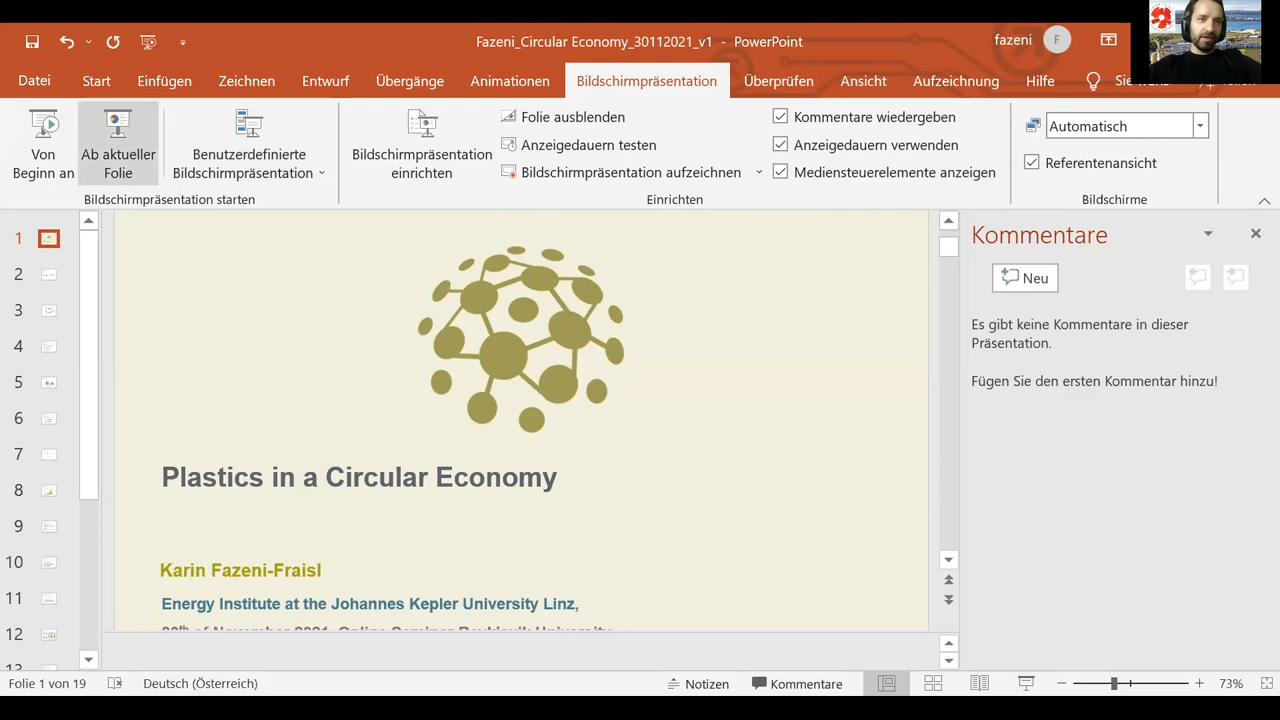 Fazeni_Circular Economy_30112021_v1 - PowerPoint
fazeni F
Datei Start Einfügen Zeichnen Entwurf Übergänge Animationen Bildschirmpräsentation Überprüfen Ansicht Aufzeichnung Hilfe
Von Beginn an
Ab aktueller Folie
Benutzerdefinierte Bildschirmpräsentation
Bildschirmpräsentation starten
Bildschirmpräsentation einrichten
Folie ausblenden
Anzeigedauern testen
Bildschirmpräsentation aufzeichnen
Kommentare wiedergeben
Anzeigedauern verwenden
Mediensteuerelemente anzeigen
Einrichten
Automatisch
Referentenansicht
Bildschirme
1
2
3
4
5
6
7
8
9
10
11
12
Plastics in a Circular Economy
Karin Fazeni-Fraisl
Energy Institute at the Johannes Kepler University Linz,
Kommentare
Neu
Es gibt keine Kommentare in dieser
Präsentation.
Fügen Sie den ersten Kommentar hinzu!
Folie 1 von 19 Deutsch (Österreich) Notizen Kommentare 73%